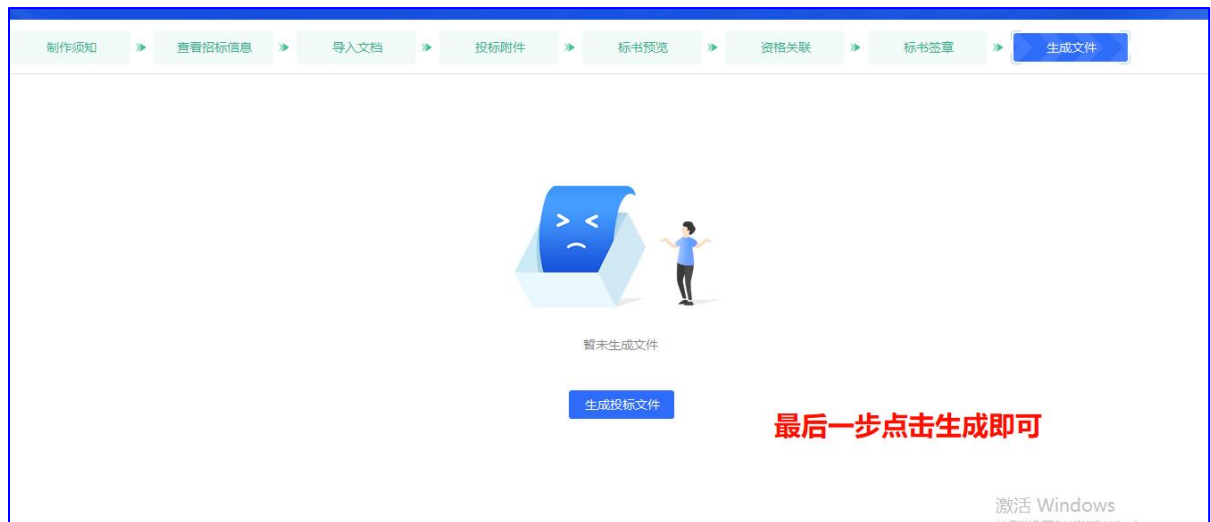 制作须知 查看招标信息 导入文档 投标附件 标书预览 资格关联 标书签章 生成文件
暂未生成文件
生成投标文件
最后一步点击生成即可
激活 Windows